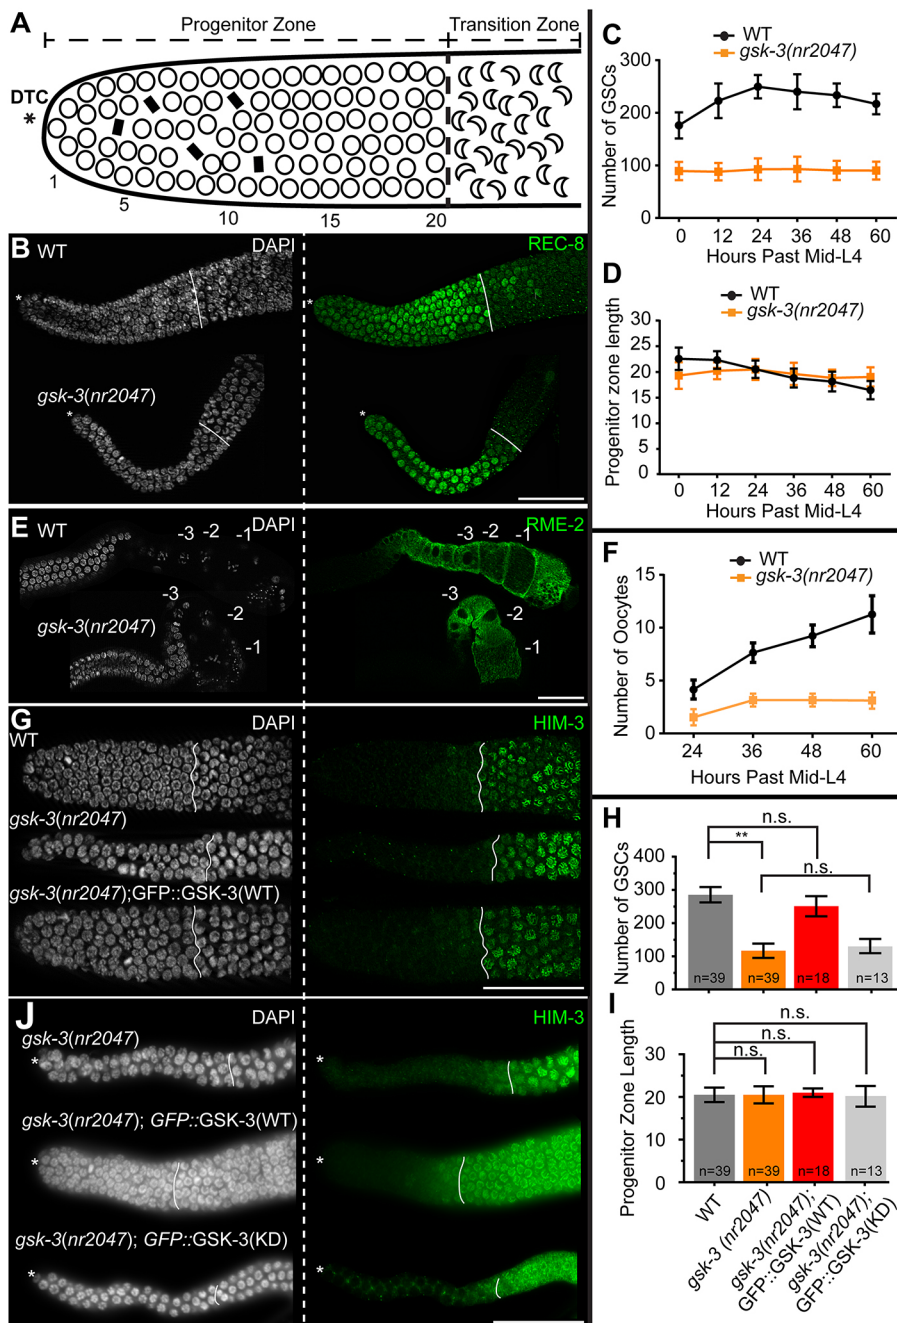 A
Progenitor Zone
Transition Zone
DTC
*
1
5
10
15
20
B
WT
DAPI
REC-8
*
*
gsk-3(nr2047)
*
*
E
WT
DAPI
RME-2
-3
-2
-1
-3
-2
-1
gsk-3(nr2047)
-3
-2
-1
-3
-2
-1
G
DAPI
HIM-3
WT
gsk-3(nr2047)
gsk-3(nr2047);GFP::GSK-3(WT)
J
DAPI
HIM-3
gsk-3(nr2047)
*
*
gsk-3(nr2047); GFP::GSK-3(WT)
*
*
gsk-3(nr2047); GFP::GSK-3(KD)
*
*
C
WT
gsk-3(nr2047)
Number of GSCs
300
200
100
0
0 12 24 36 48 60
Hours Past Mid-L4
D
WT
gsk-3(nr2047)
Progenitor zone length
30
25
20
15
10
5
0
0 12 24 36 48 60
Hours Past Mid-L4
F
WT
gsk-3(nr2047)
Number of Oocytes
15
10
5
0
24 36 48 60
Hours Past Mid-L4
H
n.s.
**
n.s.
Number of GSCs
400
300
200
100
0
n=39 n=39 n=18 n=13
I
n.s.
n.s.
n.s.
Progenitor Zone Length
30
20
10
0
n=39 n=39 n=18 n=13
WT
gsk-3 (nr2047)
gsk-3(nr2047);
GFP::GSK-3(WT)
gsk-3(nr2047);
GFP::GSK-3(KD)